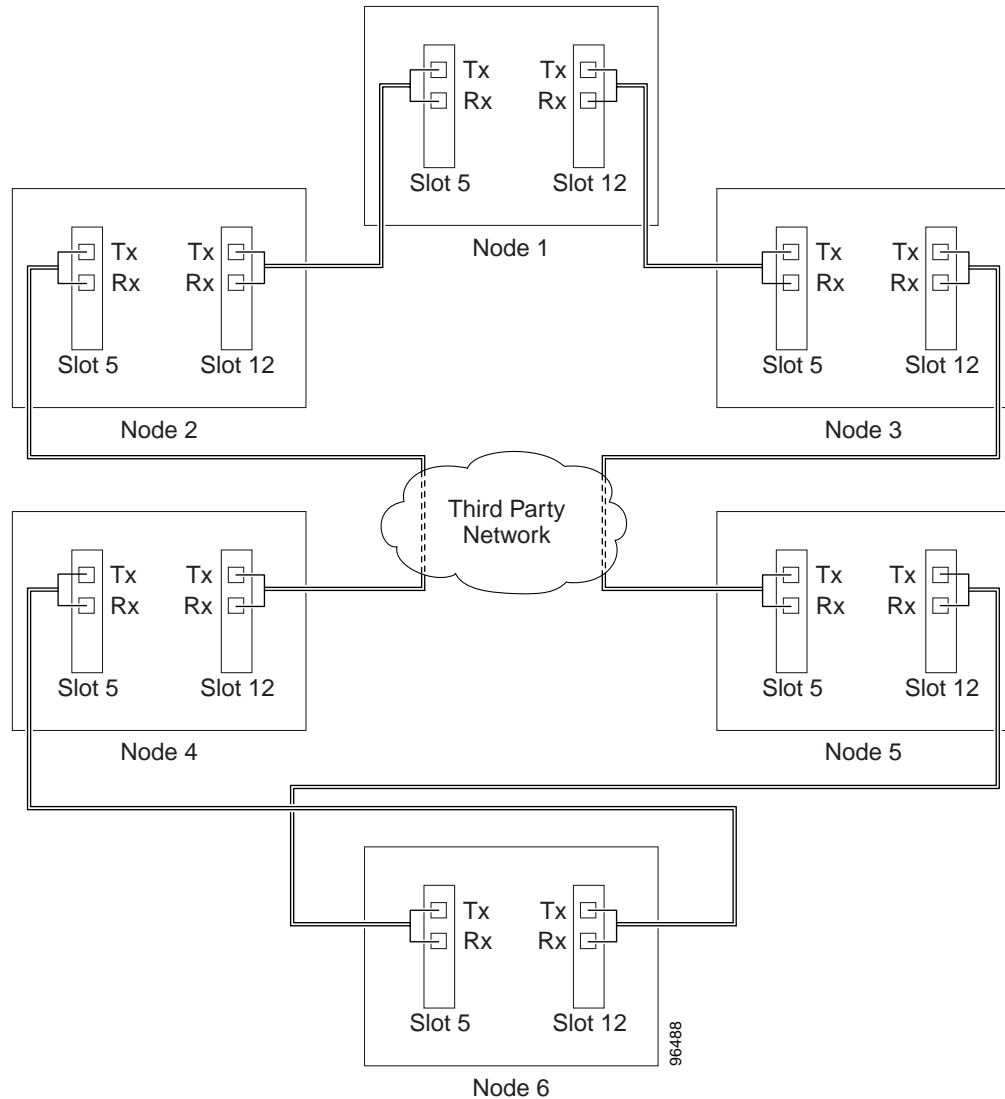 Tx
Tx
Rx
Rx
Slot 5
Slot 12
Node 1
Tx
Tx
Rx
Rx
Slot 5
Slot 12
Node 2
Tx
Tx
Rx
Rx
Slot 5
Slot 12
Node 3
Third Party
Network
Tx
Tx
Rx
Rx
Slot 5
Slot 12
Node 4
Tx
Tx
Rx
Rx
Slot 5
Slot 12
Node 5
Tx
Tx
Rx
Rx
Slot 5
Slot 12
96488
Node 6